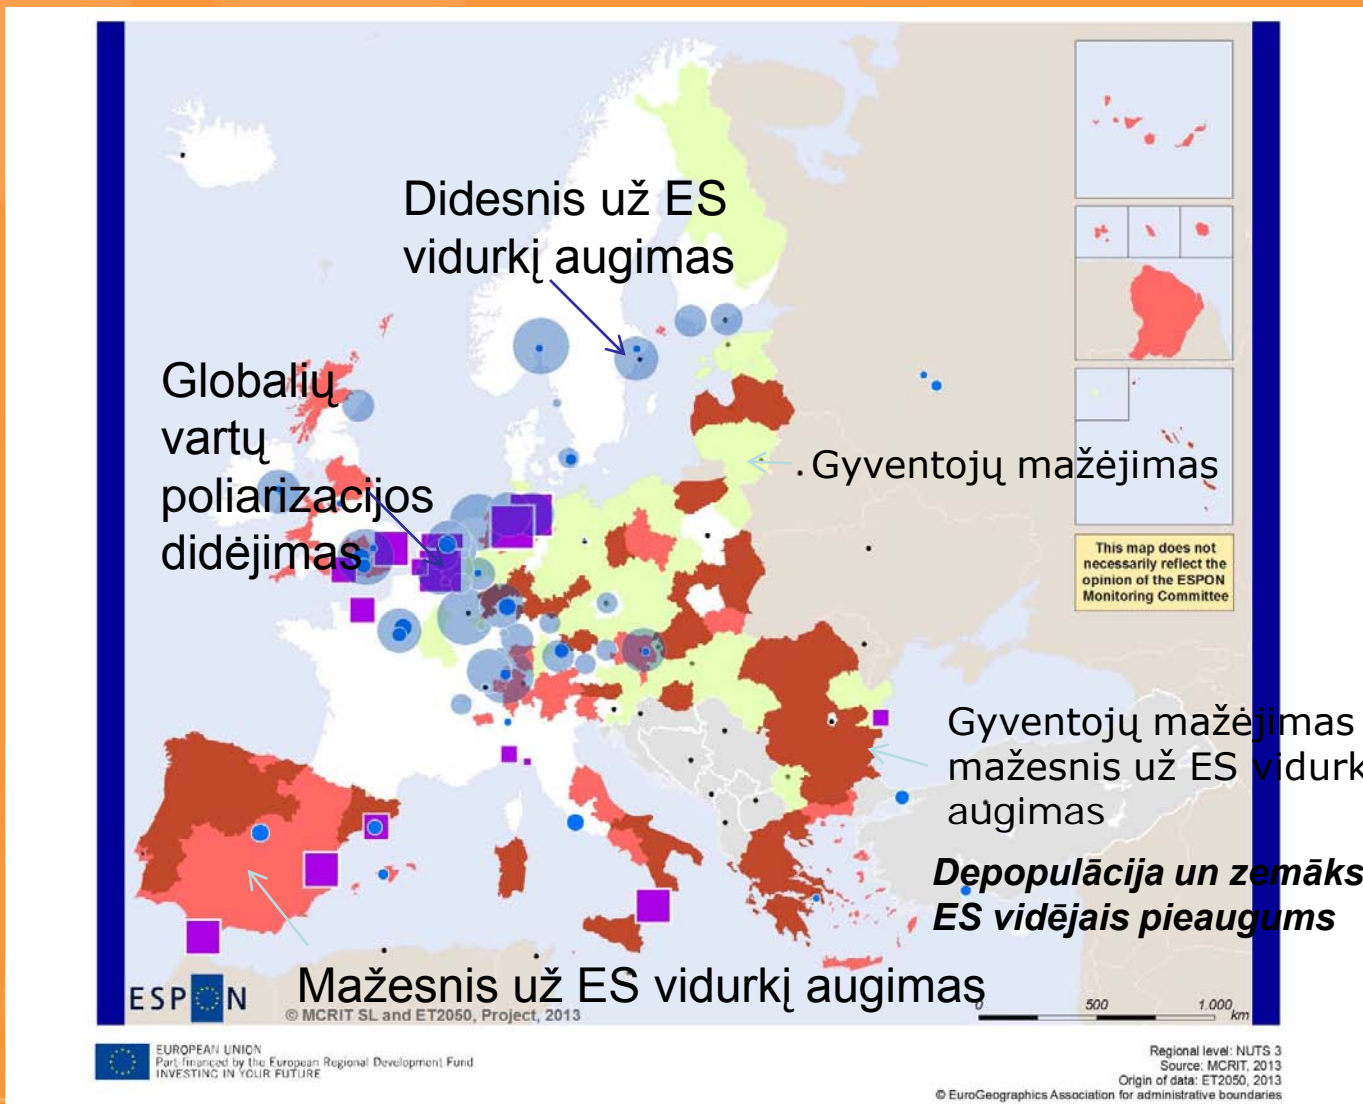 Didesnis už ES
vidurkį augimas
Globalių
vartų
poliarizacijos
didėjimas
Gyventojų mažėjimas
This map does not
necessarily reflect the
opinion of the ESPON
Monitoring Committee
Gyventojų mažėjimas
mažesnis už ES vidurk
augimas
Depopulācija un zemāks
ES vidējais pieaugums
Mažesnis už ES vidurkį augimas
ESPON
© MCRIT SL and ET2050, Project, 2013
0 500 1.000
km
EUROPEAN UNION
Part-financed by the European Regional Development Fund
INVESTING IN YOUR FUTURE
Regional level: NUTS 3
Source: MCRIT, 2013
Origin of data: ET2050, 2013
© EuroGeographics Association for administrative boundaries